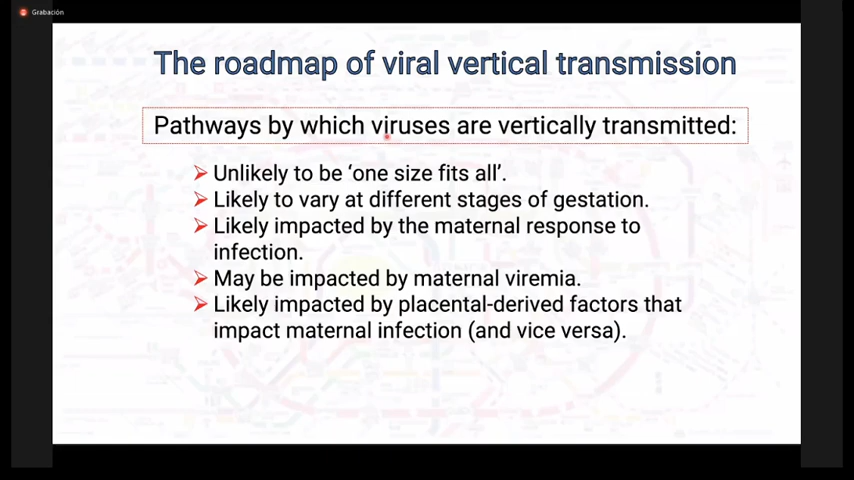 Grabación
The roadmap of viral vertical transmission
Pathways by which viruses are vertically transmitted:
Unlikely to be ‘one size fits all’.
Likely to vary at different stages of gestation.
Likely impacted by the maternal response to
infection.
May be impacted by maternal viremia.
Likely impacted by placental-derived factors that
impact maternal infection (and vice versa).